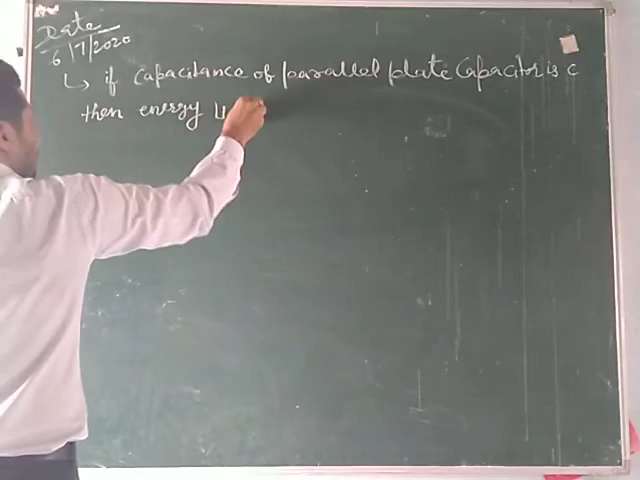 Date
6/7/2020
↳ if Capacitance of parallel plate Capacitor is c
then energy U